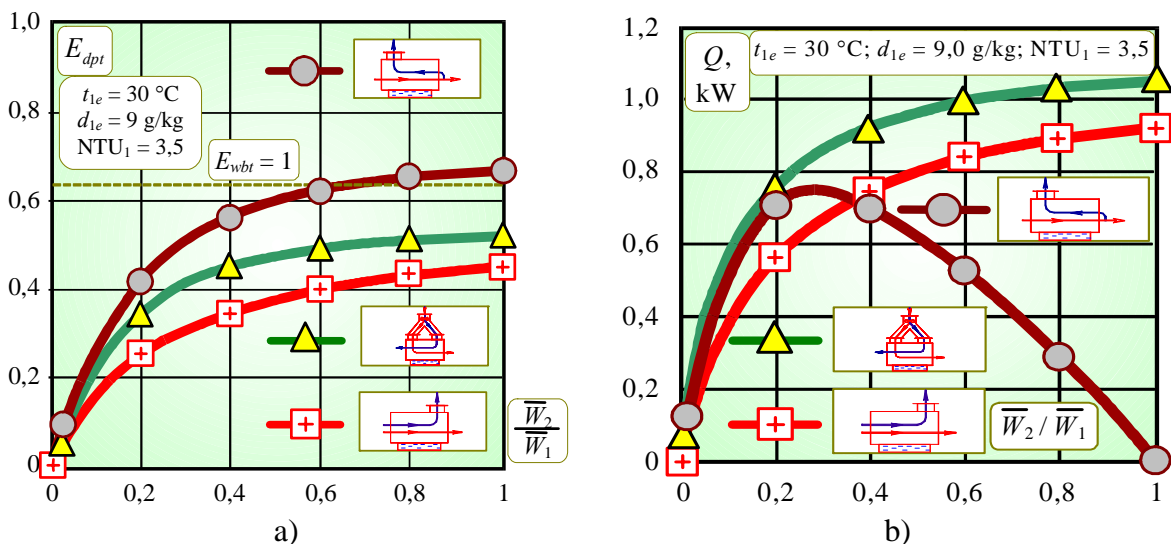 1,0
E_dpt
t_1e = 30 °C
d_1e = 9 g/kg
NTU_1 = 3,5
0,8
E_wbt = 1
0,6
0,4
0,2
0
W̅_2
W̅_1
0 0,2 0,4 0,6 0,8 1
a)
1,2
Q,
kW
t_1e = 30 °C; d_1e = 9,0 g/kg; NTU_1 = 3,5
1,0
0,8
0,6
0,4
0,2
0
W̅_2 / W̅_1
0 0,2 0,4 0,6 0,8 1
b)